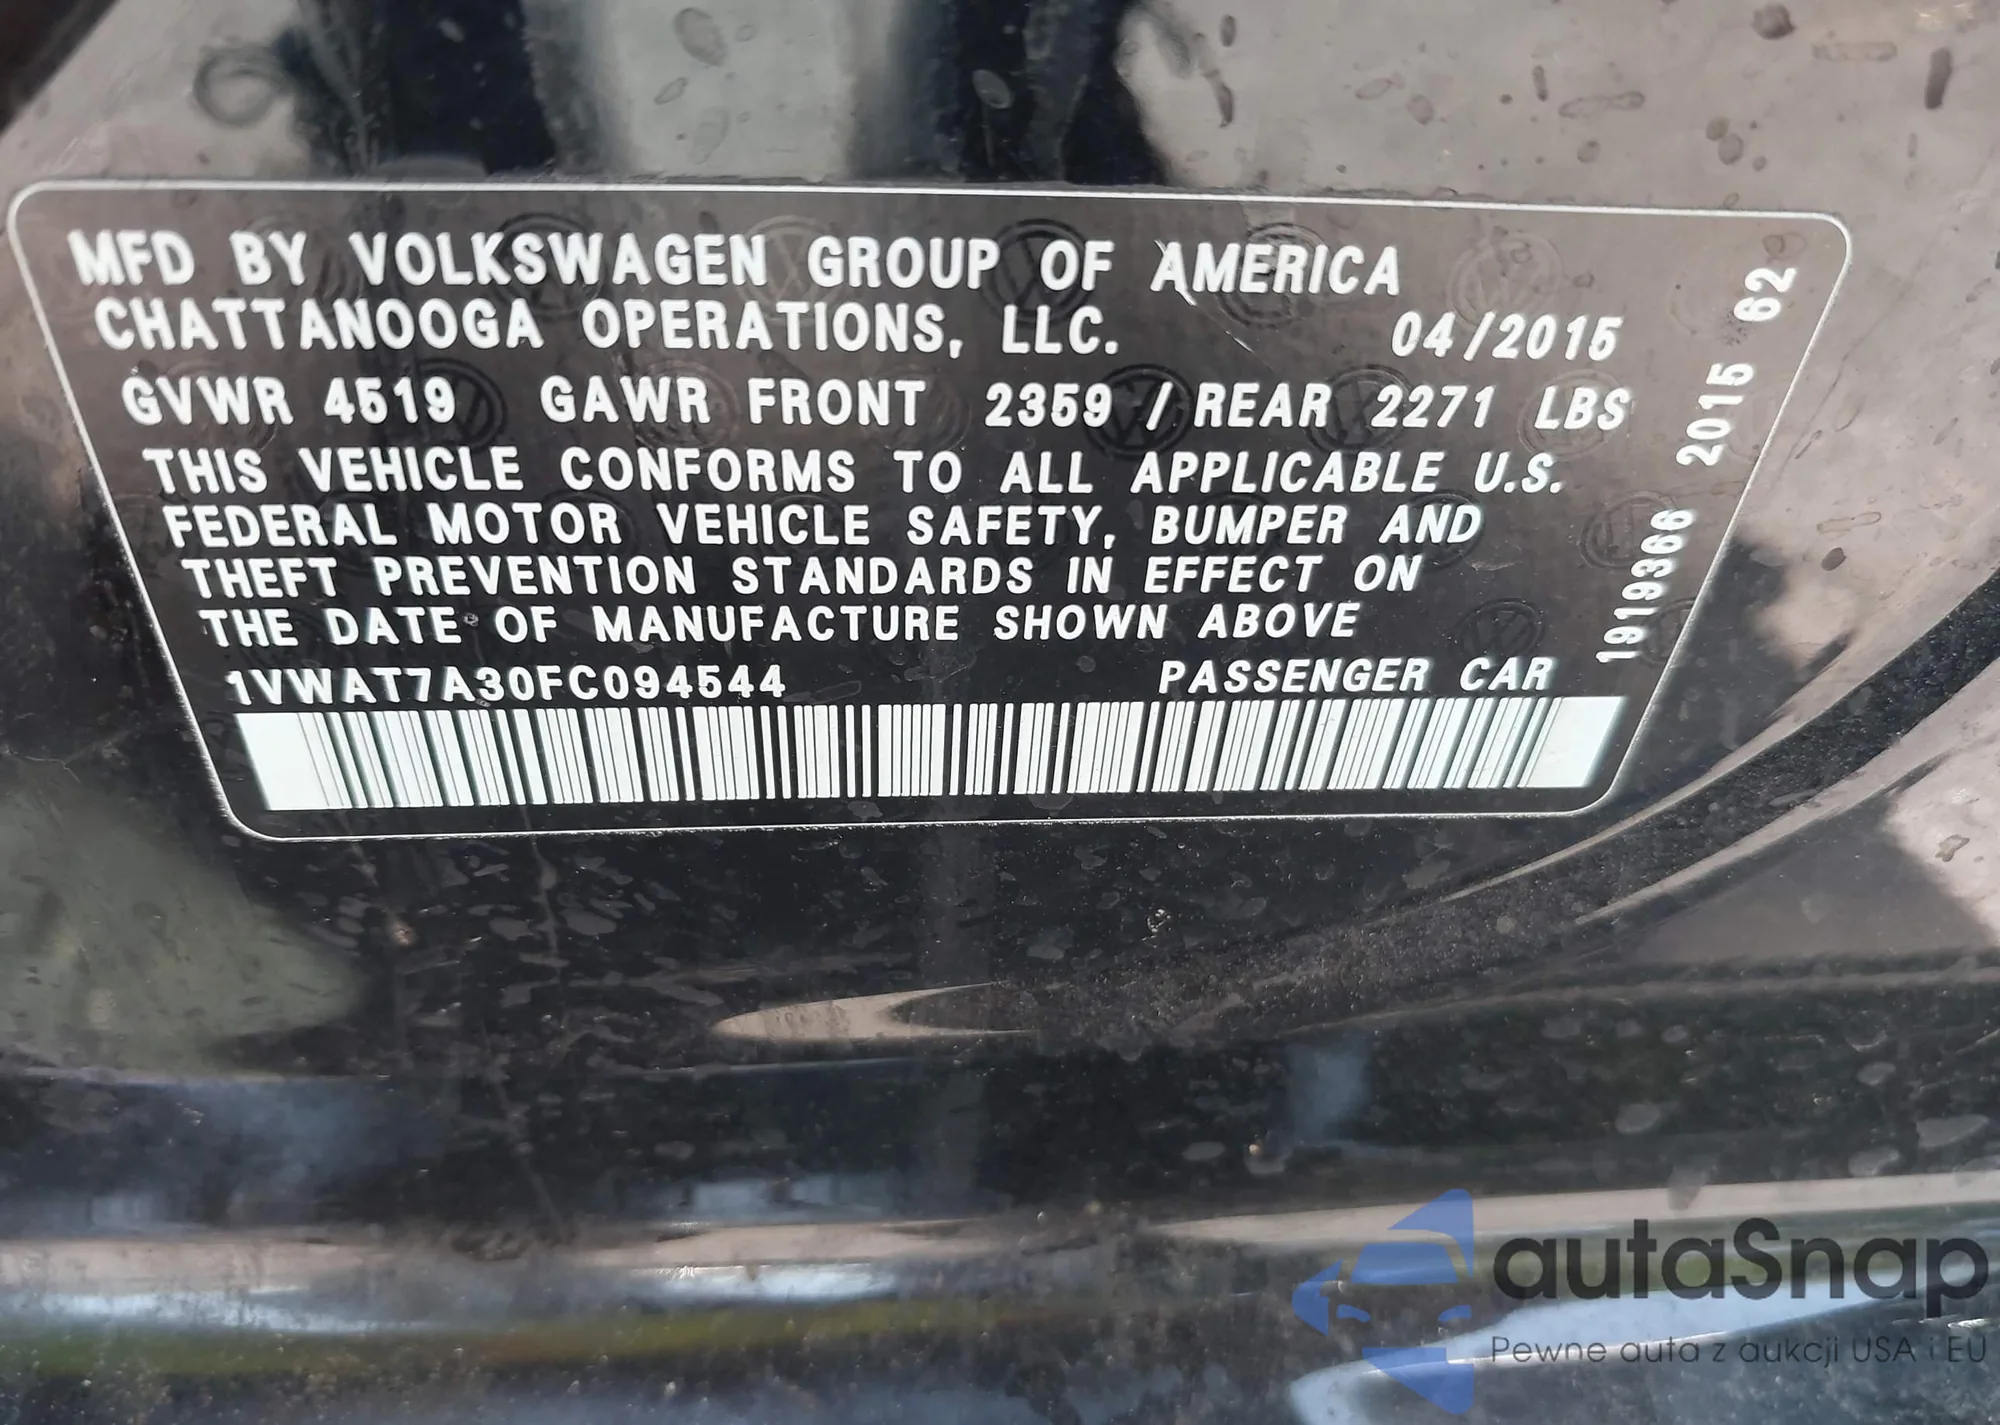 MFD BY VOLKSWAGEN GROUP OF AMERICA
CHATTANOOGA OPERATIONS, LLC. 04/2015
GVWR 4519 GAWR FRONT 2359 / REAR 2271 LBS
THIS VEHICLE CONFORMS TO ALL APPLICABLE U.S.
FEDERAL MOTOR VEHICLE SAFETY, BUMPER AND
THEFT PREVENTION STANDARDS IN EFFECT ON
THE DATE OF MANUFACTURE SHOWN ABOVE
1VWAT7A30FC094544 PASSENGER CAR
1919366 2015 62
autaSnap
Pewne auta z aukcji USA i EU